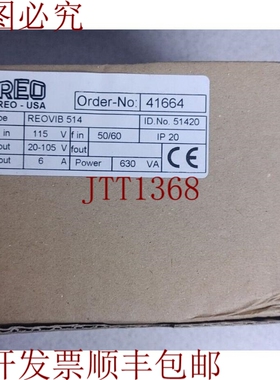 图必究
REO
REO - USA
Order-No: 41664
pe REOVIB 514 ID.No. 51420
in 115 V f in 50/60 IP 20
out 20-105 V fout
out 6 A Power 630 VA
JTT1368
开发票顺丰包邮